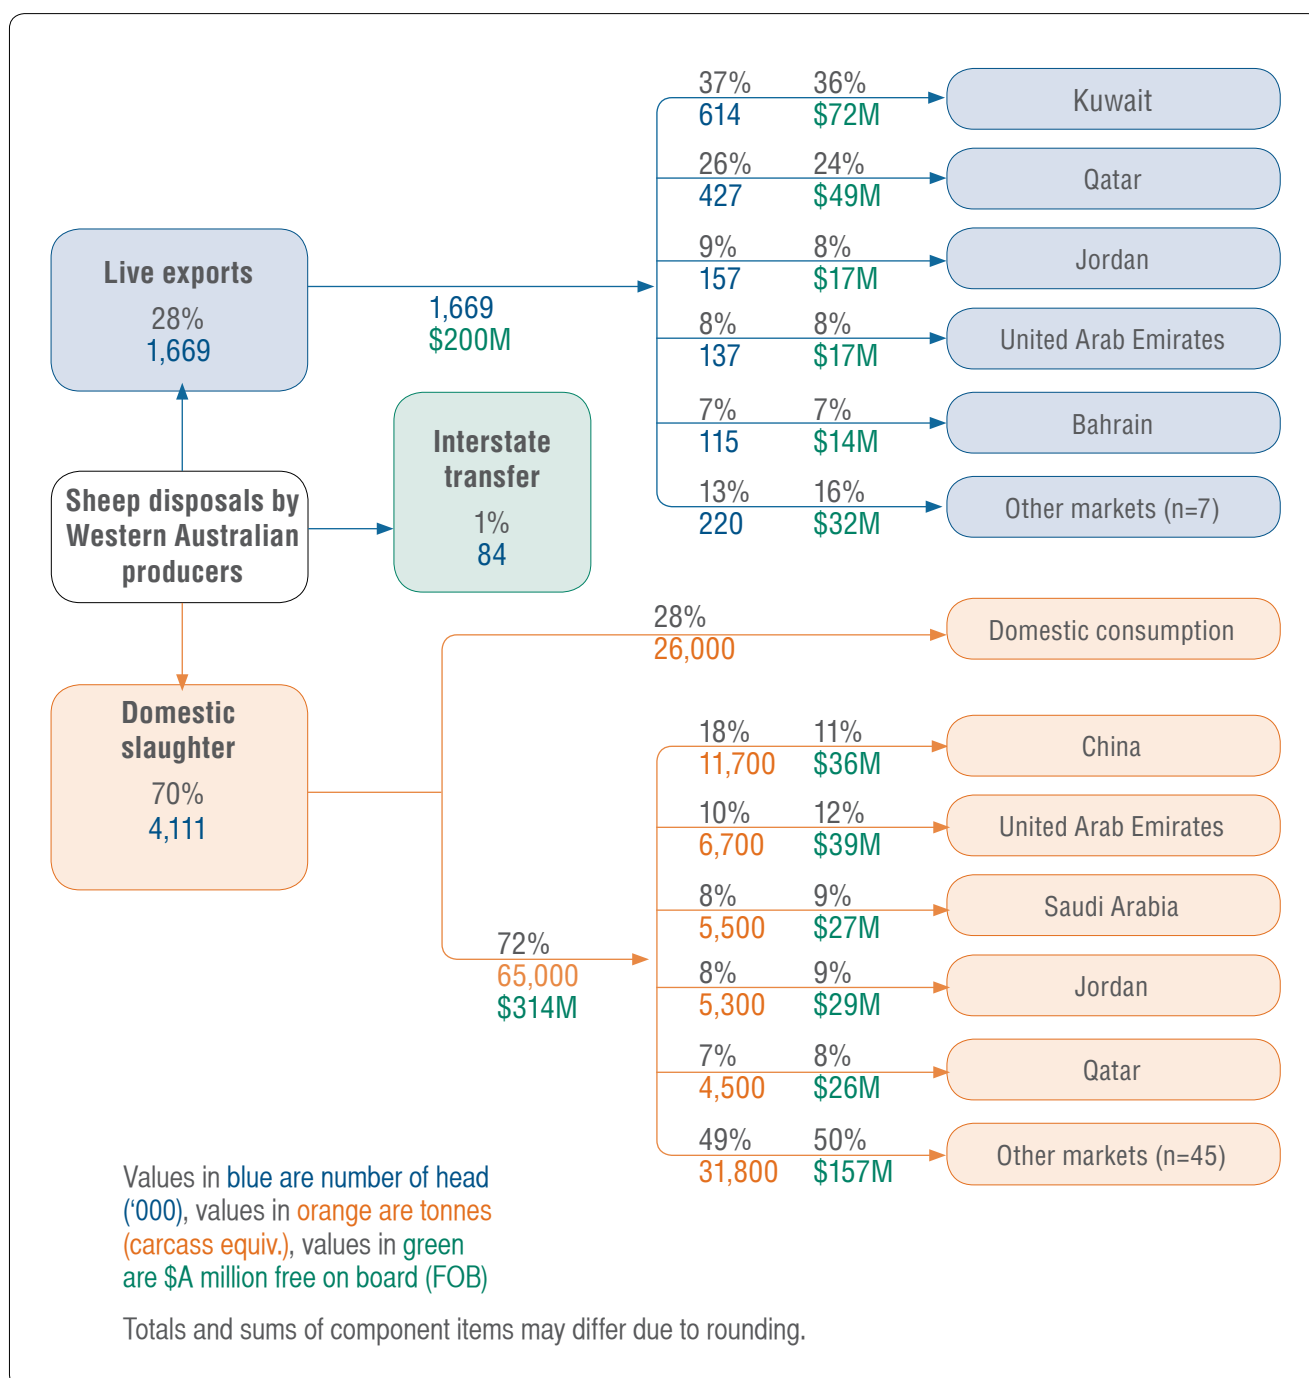 37% 36%
614 $72M
Kuwait
26% 24%
427 $49M
Qatar
9% 8%
157 $17M
Jordan
8% 8%
137 $17M
United Arab Emirates
7% 7%
115 $14M
Bahrain
13% 16%
220 $32M
Other markets (n=7)
Live exports
28%
1,669
1,669
$200M
Interstate
transfer
1%
84
Sheep disposals by
Western Australian
producers
28%
26,000
Domestic consumption
Domestic
slaughter
70%
4,111
72%
65,000
$314M
18% 11%
11,700 $36M
China
10% 12%
6,700 $39M
United Arab Emirates
8% 9%
5,500 $27M
Saudi Arabia
8% 9%
5,300 $29M
Jordan
7% 8%
4,500 $26M
Qatar
49% 50%
31,800 $157M
Other markets (n=45)
Values in blue are number of head
(‘000), values in orange are tonnes
(carcass equiv.), values in green
are $A million free on board (FOB)
Totals and sums of component items may differ due to rounding.